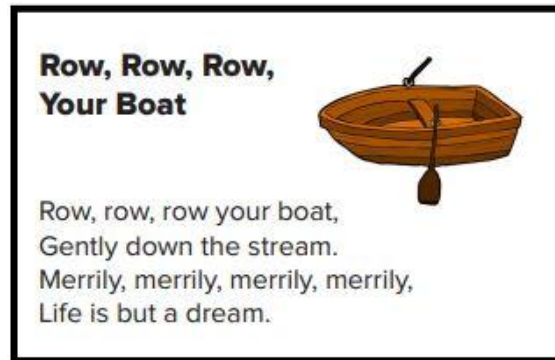 Row, Row, Row,
Your Boat
Row, row, row your boat,
Gently down the stream.
Merrily, merrily, merrily, merrily,
Life is but a dream.